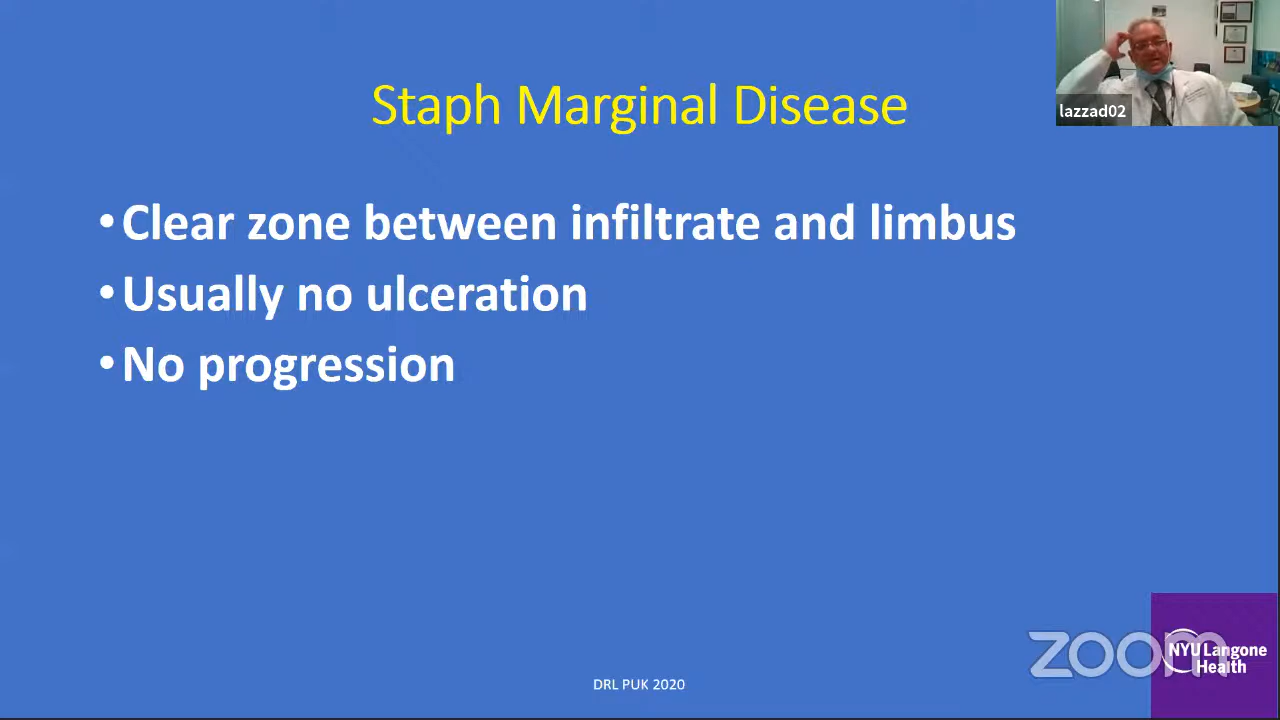 Staph Marginal Disease
lazzad02
•Clear zone between infiltrate and limbus
•Usually no ulceration
•No progression
zoom
NYU Langone
Health
DRL PUK 2020